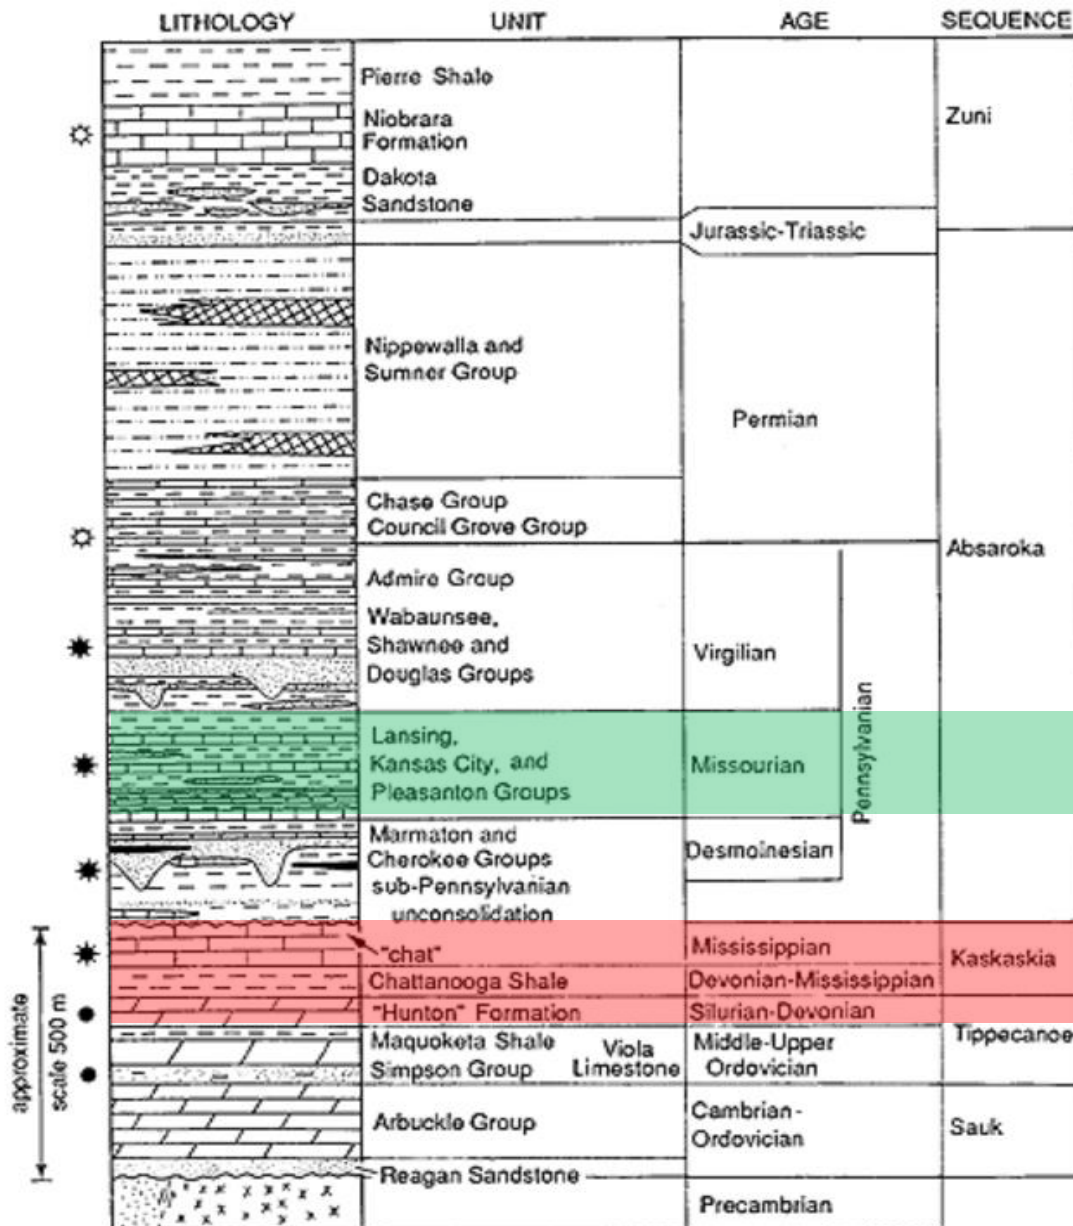 LITHOLOGY UNIT AGE SEQUENCE
Pierre Shale
Niobrara
Formation
Zuni
Dakota
Sandstone
Jurassic-Triassic
Nippewalla and
Sumner Group
Permian
Chase Group
Council Grove Group
Absaroka
Admire Group
Wabaunsee,
Shawnee and
Douglas Groups
Virgilian
Pennsylvanian
Lansing,
Kansas City, and
Pleasanton Groups
Missourian
Marmaton and
Cherokee Groups
sub-Pennsylvanian
unconsolidation
Desmoinesian
"chat"
Mississippian
Kaskaskia
Chattanooga Shale
Devonian-Mississippian
"Hunton" Formation
Silurian-Devonian
Tippecanoe
Maquoketa Shale
Simpson Group
Viola
Limestone
Middle-Upper
Ordovician
Arbuckle Group
Cambrian-
Ordovician
Sauk
Reagan Sandstone
Precambrian
approximate
scale 500 m